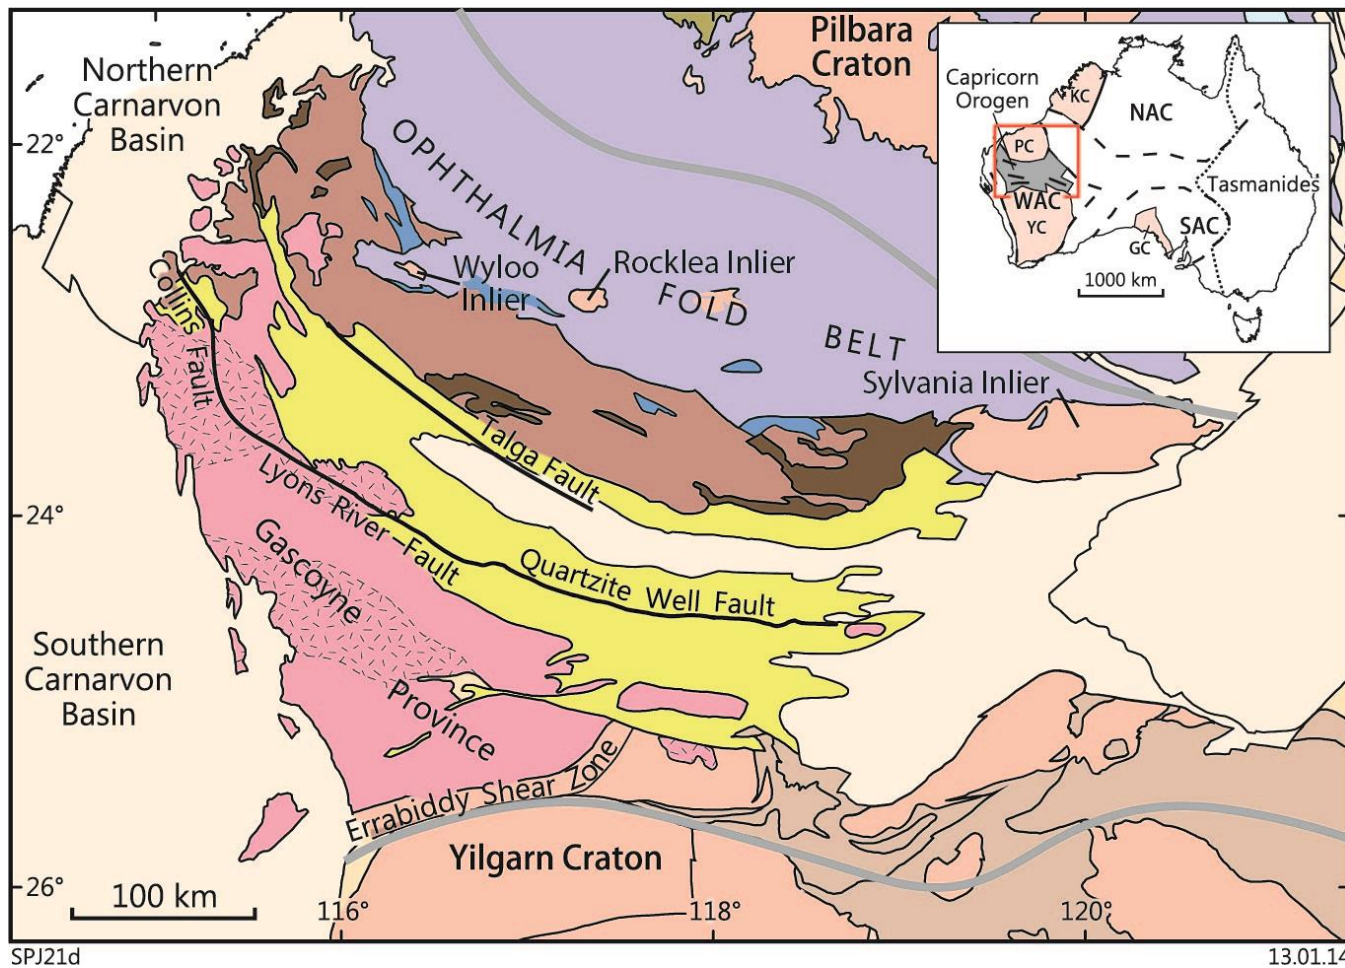 Northern
Carnarvon
Basin
Pilbara
Craton
Capricorn
Orogen
KC
NAC
PC
WAC
YC
Tasmanides
SAC
GC
1000 km
22°
OPHTHALMIA
FOLD
BELT
Wyloo
Inlier
Rocklea Inlier
Sylvania Inlier
Collins
Fault
Talga Fault
24°
Lyons River Fault
Quartzite Well Fault
Gascoyne
Province
Southern
Carnarvon
Basin
Errabiddy Shear Zone
Yilgarn Craton
26°
100 km
116°
118°
120°
SPJ21d
13.01.14